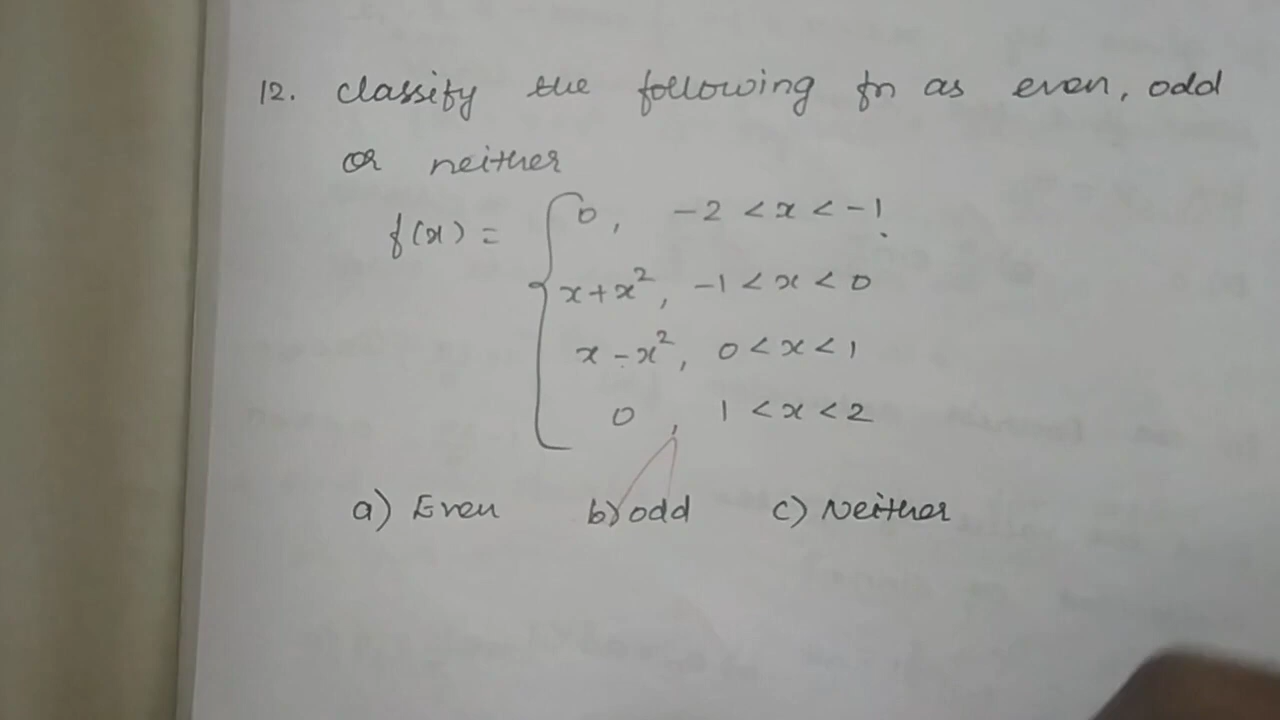 12. classify the following fn as even, odd
or neither
f(x) = { 0, -2 < x < -1
x + x², -1 < x < 0
x - x², 0 < x < 1
0, 1 < x < 2
a) Even b) odd c) Neither